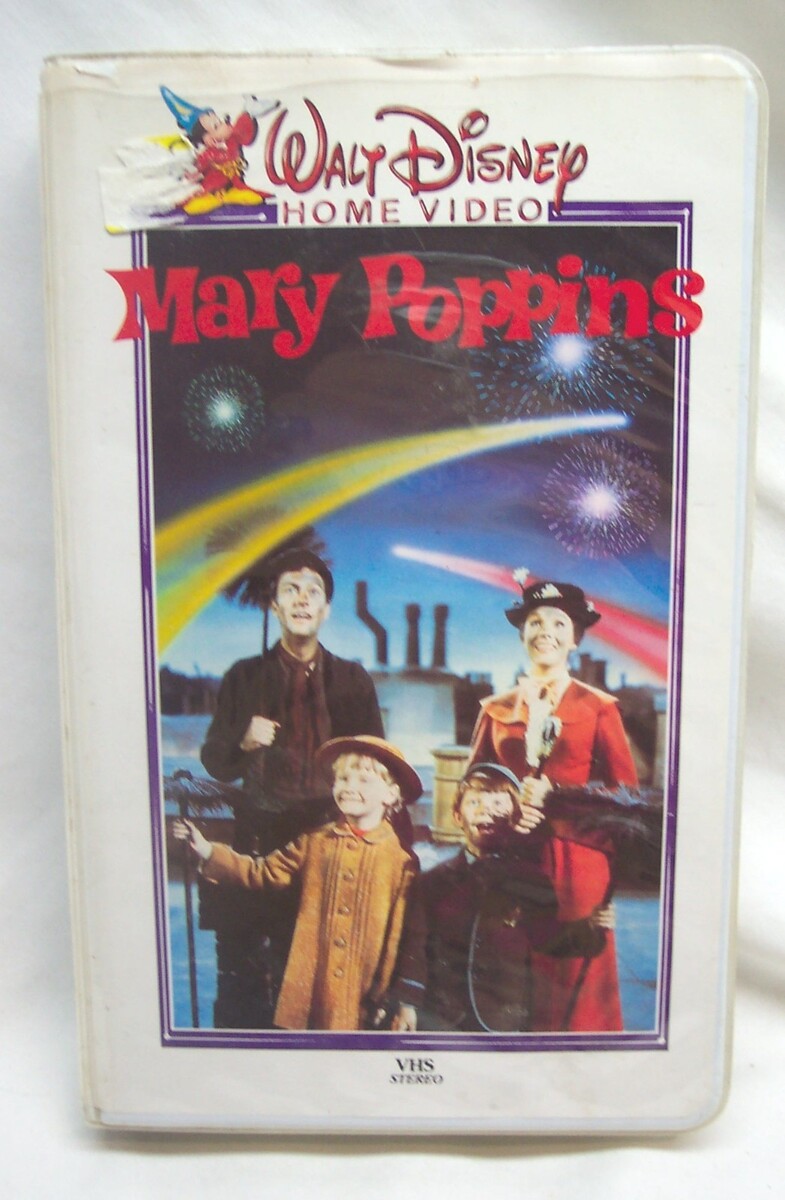 WALT DISNEY
HOME VIDEO
Mary Poppins
VHS
STEREO